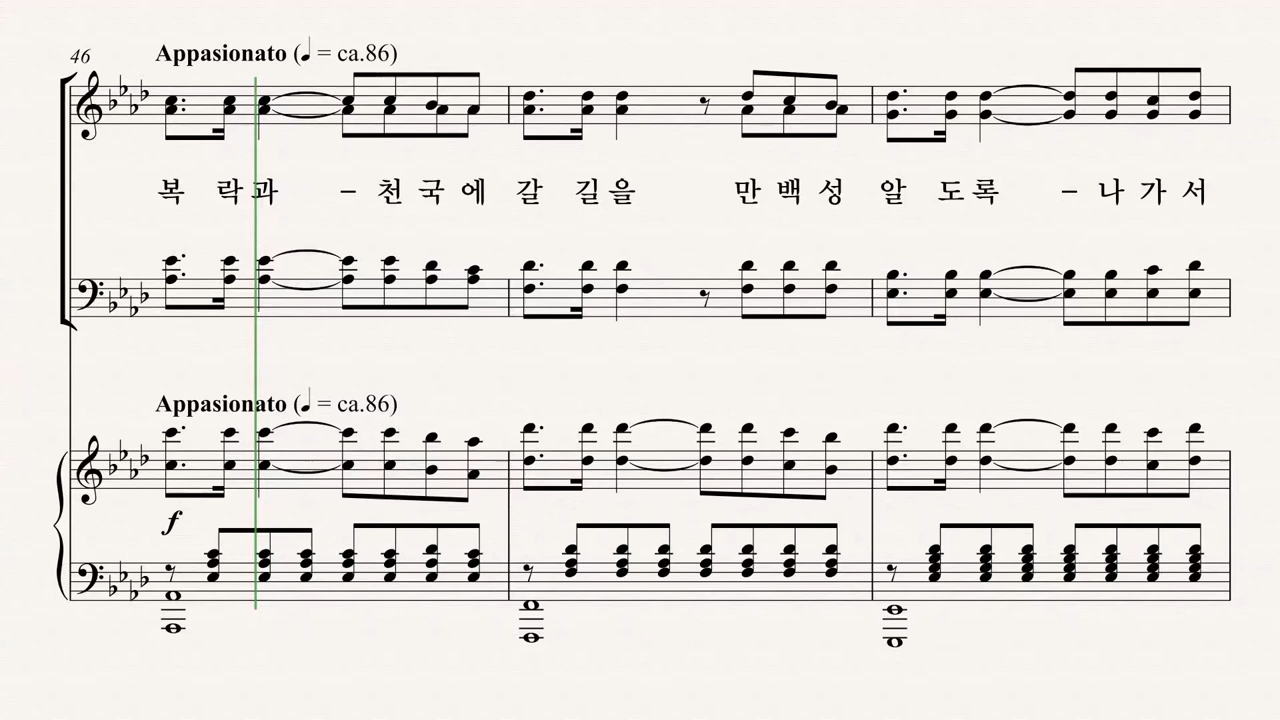 46
Appasionato (♩ = ca.86)
복 락 과 – 천 국 에 갈 길 을 만 백 성 알 도 록 – 나 가 서
Appasionato (♩ = ca.86)
f